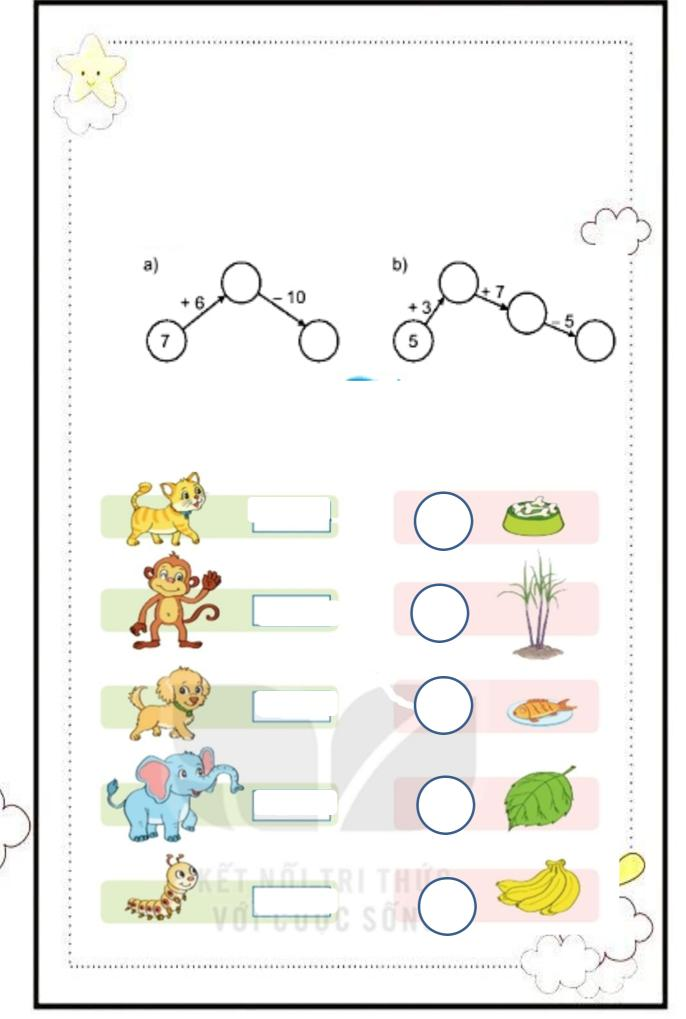 a)
+ 6
– 10
7
b)
+ 3
+ 7
– 5
5
KẾT NỐI TRI THỨC
VỚI CUỘC SỐNG